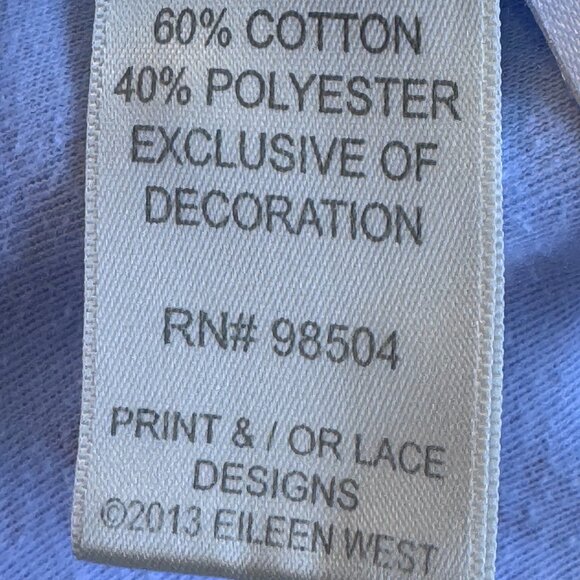 60% COTTON
40% POLYESTER
EXCLUSIVE OF
DECORATION
RN# 98504
PRINT & / OR LACE
DESIGNS
©2013 EILEEN WEST